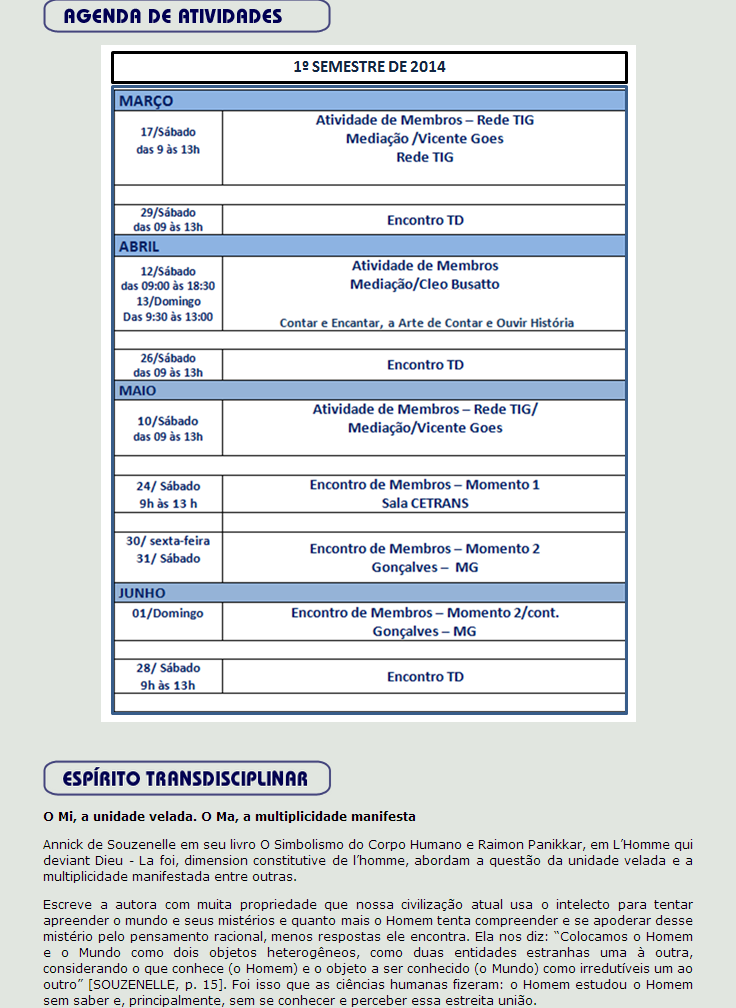 AGENDA DE ATIVIDADES
1º SEMESTRE DE 2014
MARÇO
17/Sábado
das 9 às 13h
Atividade de Membros – Rede TIG
Mediação /Vicente Goes
Rede TIG
29/Sábado
das 09 às 13h
Encontro TD
ABRIL
12/Sábado
das 09:00 às 18:30
13/Domingo
Das 9:30 às 13:00
Atividade de Membros
Mediação/Cleo Busatto
Contar e Encantar, a Arte de Contar e Ouvir História
26/Sábado
das 09 às 13h
Encontro TD
MAIO
10/Sábado
das 09 às 13h
Atividade de Membros – Rede TIG/
Mediação/Vicente Goes
24/ Sábado
9h às 13 h
Encontro de Membros – Momento 1
Sala CETRANS
30/ sexta-feira
31/ Sábado
Encontro de Membros – Momento 2
Gonçalves – MG
JUNHO
01/Domingo
Encontro de Membros – Momento 2/cont.
Gonçalves – MG
28/ Sábado
9h às 13h
Encontro TD
ESPÍRITO TRANSDISCIPLINAR
O Mi, a unidade velada. O Ma, a multiplicidade manifesta
Annick de Souzenelle em seu livro O Simbolismo do Corpo Humano e Raimon Panikkar, em L´Homme qui
deviant Dieu - La foi, dimension constitutive de l´homme, abordam a questão da unidade velada e a
multiplicidade manifestada entre outras.
Escreve a autora com muita propriedade que nossa civilização atual usa o intelecto para tentar
apreender o mundo e seus mistérios e quanto mais o Homem tenta compreender e se apoderar desse
mistério pelo pensamento racional, menos respostas ele encontra. Ela nos diz: “Colocamos o Homem
e o Mundo como dois objetos heterogêneos, como duas entidades estranhas uma à outra,
considerando o que conhece (o Homem) e o objeto a ser conhecido (o Mundo) como irredutíveis um ao
outro” [SOUZENELLE, p. 15]. Foi isso que as ciências humanas fizeram: o Homem estudou o Homem
sem saber e, principalmente, sem se conhecer e perceber essa estreita união.